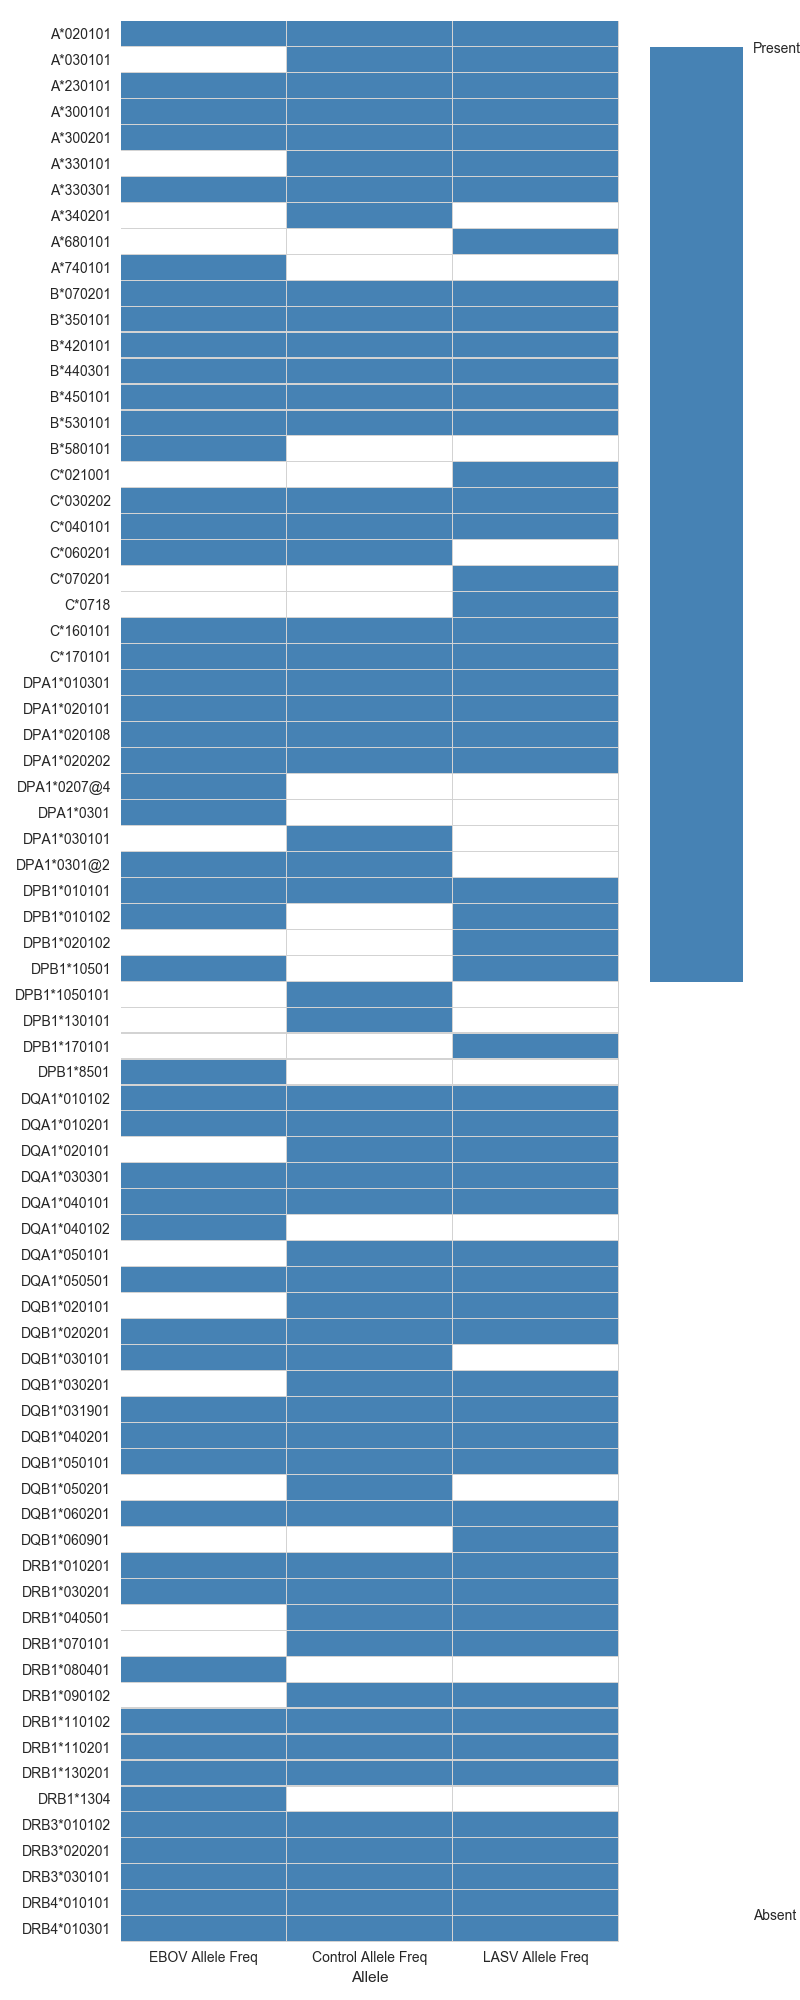 A*020101
Present
A*030101
A*230101
A*300101
A*300201
A*330101
A*330301
A*340201
A*680101
A*740101
B*070201
B*350101
B*420101
B*440301
B*450101
B*530101
B*580101
C*021001
C*030202
C*040101
C*060201
C*070201
C*0718
C*160101
C*170101
DPA1*010301
DPA1*020101
DPA1*020108
DPA1*020202
DPA1*0207@4
DPA1*0301
DPA1*030101
DPA1*0301@2
DPB1*010101
DPB1*010102
DPB1*020102
DPB1*10501
DPB1*1050101
DPB1*130101
DPB1*170101
DPB1*8501
DQA1*010102
DQA1*010201
DQA1*020101
DQA1*030301
DQA1*040101
DQA1*040102
DQA1*050101
DQA1*050501
DQB1*020101
DQB1*020201
DQB1*030101
DQB1*030201
DQB1*031901
DQB1*040201
DQB1*050101
DQB1*050201
DQB1*060201
DQB1*060901
DRB1*010201
DRB1*030201
DRB1*040501
DRB1*070101
DRB1*080401
DRB1*090102
DRB1*110102
DRB1*110201
DRB1*130201
DRB1*1304
DRB3*010102
DRB3*020201
DRB3*030101
DRB4*010101
Absent
DRB4*010301
EBOV Allele Freq Control Allele Freq LASV Allele Freq
Allele